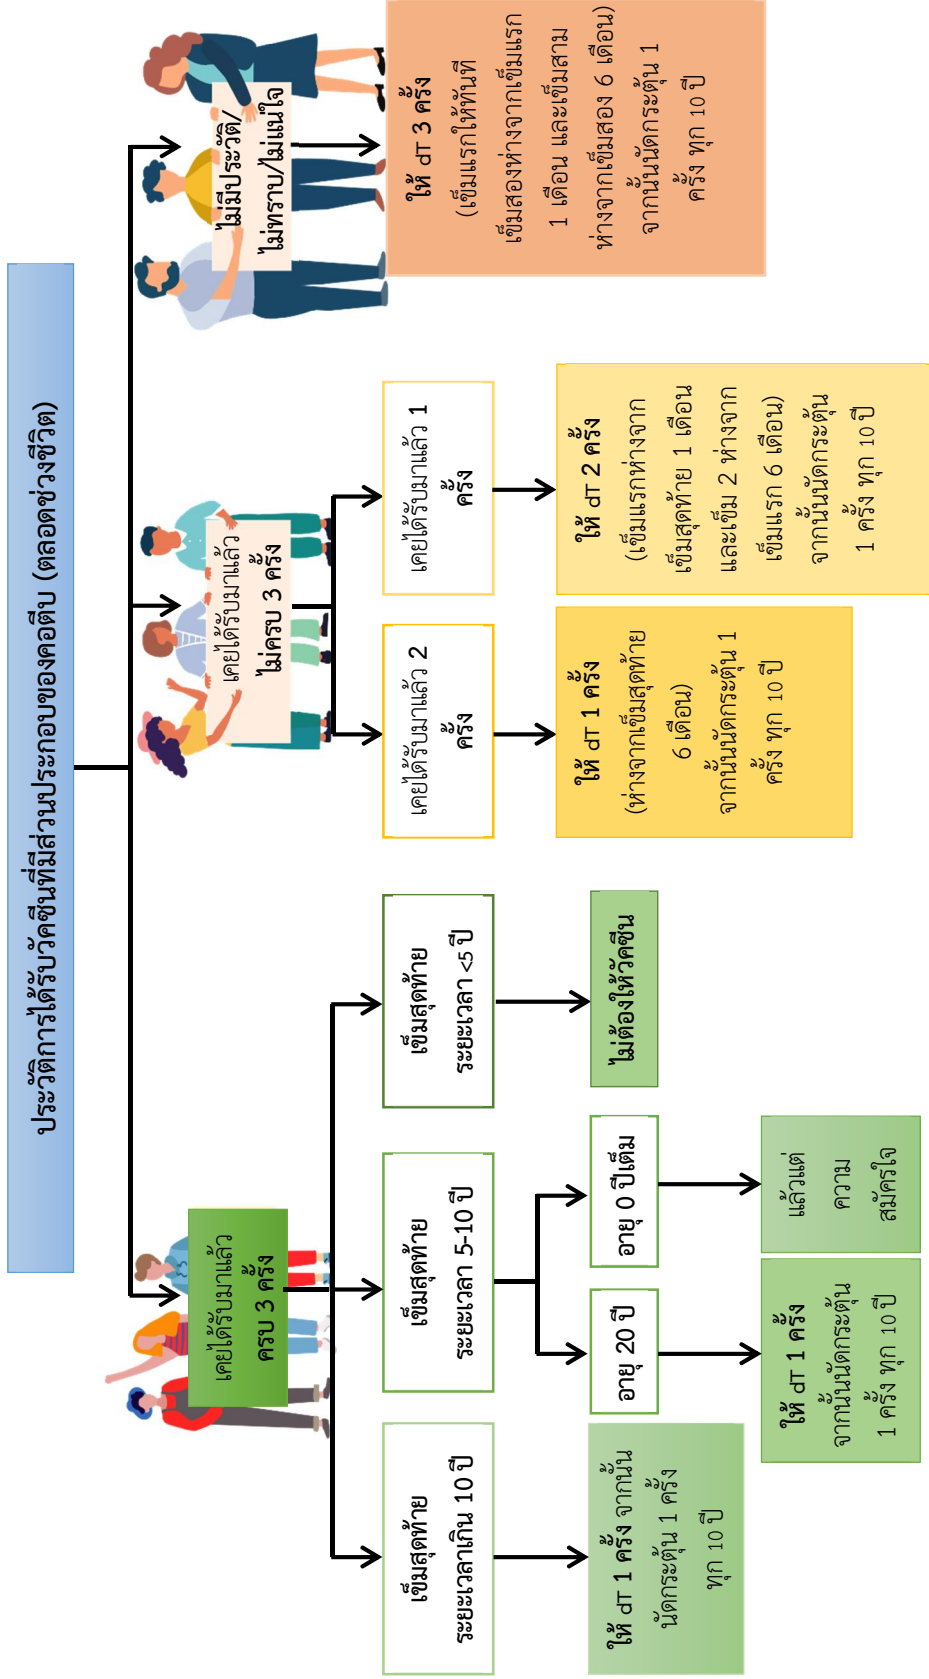 ประวัติการได้รับวัคซีนที่มีส่วนประกอบของคอตีบ (ตลอดช่วงชีวิต)
เคยได้รับมาแล้ว
ครบ 3 ครั้ง
เคยได้รับมาแล้ว
ไม่ครบ 3 ครั้ง
ไม่มีประวัติ/
ไม่ทราบ/ไม่แน่ใจ
เข็มสุดท้าย
ระยะเวลาเกิน 10 ปี
เข็มสุดท้าย
ระยะเวลา 5-10 ปี
เข็มสุดท้าย
ระยะเวลา <5 ปี
เคยได้รับมาแล้ว 2
ครั้ง
เคยได้รับมาแล้ว 1
ครั้ง
ให้ dT 3 ครั้ง
(เข็มแรกให้ทันที
เข็มสองห่างจากเข็มแรก
1 เดือน และเข็มสาม
ห่างจากเข็มสอง 6 เดือน)
จากนั้นนัดกระตุ้น 1
ครั้ง ทุก 10 ปี
ให้ dT 1 ครั้ง จากนั้น
นัดกระตุ้น 1 ครั้ง
ทุก 10 ปี
อายุ 20 ปี
อายุ 0 ปีเต็ม
ไม่ต้องให้วัคซีน
ให้ dT 1 ครั้ง
(ห่างจากเข็มสุดท้าย
6 เดือน)
จากนั้นนัดกระตุ้น 1
ครั้ง ทุก 10 ปี
ให้ dT 2 ครั้ง
(เข็มแรกห่างจาก
เข็มสุดท้าย 1 เดือน
และเข็ม 2 ห่างจาก
เข็มแรก 6 เดือน)
จากนั้นนัดกระตุ้น
1 ครั้ง ทุก 10 ปี
ให้ dT 1 ครั้ง
จากนั้นนัดกระตุ้น
1 ครั้ง ทุก 10 ปี
แล้วแต่
ความ
สมัครใจ